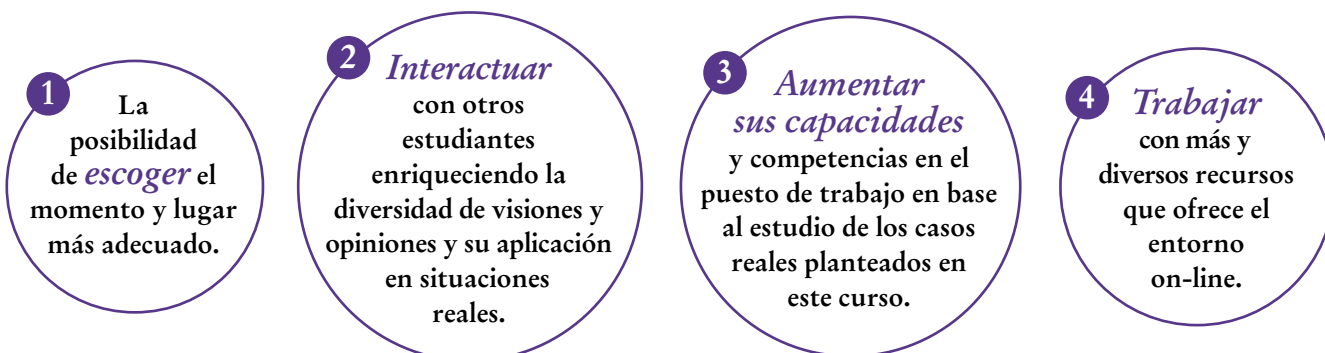 1
La
posibilidad
de escoger el
momento y lugar
más adecuado.
2
Interactuar
con otros
estudiantes
enriqueciendo la
diversidad de visiones y
opiniones y su aplicación
en situaciones
reales.
3
Aumentar
sus capacidades
y competencias en el
puesto de trabajo en base
al estudio de los casos
reales planteados en
este curso.
4
Trabajar
con más y
diversos recursos
que ofrece el
entorno
on-line.